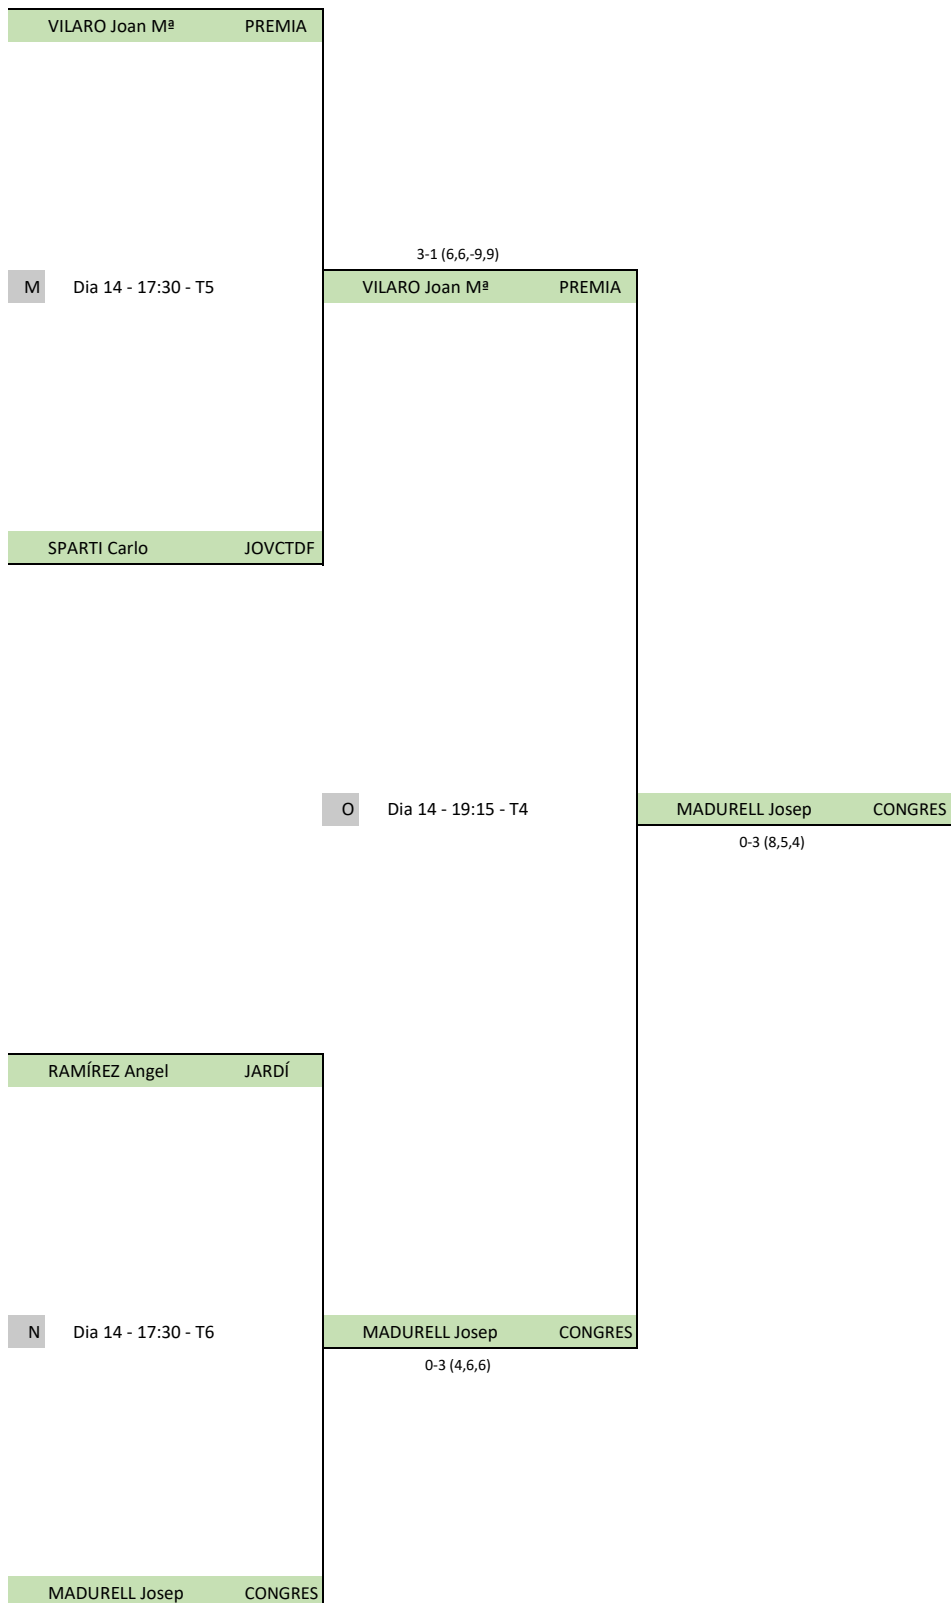 VILARO Joan Mª PREMIA
3-1 (6,6,-9,9)
M Dia 14 - 17:30 - T5 VILARO Joan Mª PREMIA
SPARTI Carlo JOVCTDF
O Dia 14 - 19:15 - T4 MADURELL Josep CONGRES
0-3 (8,5,4)
RAMÍREZ Angel JARDÍ
N Dia 14 - 17:30 - T6 MADURELL Josep CONGRES
0-3 (4,6,6)
MADURELL Josep CONGRES